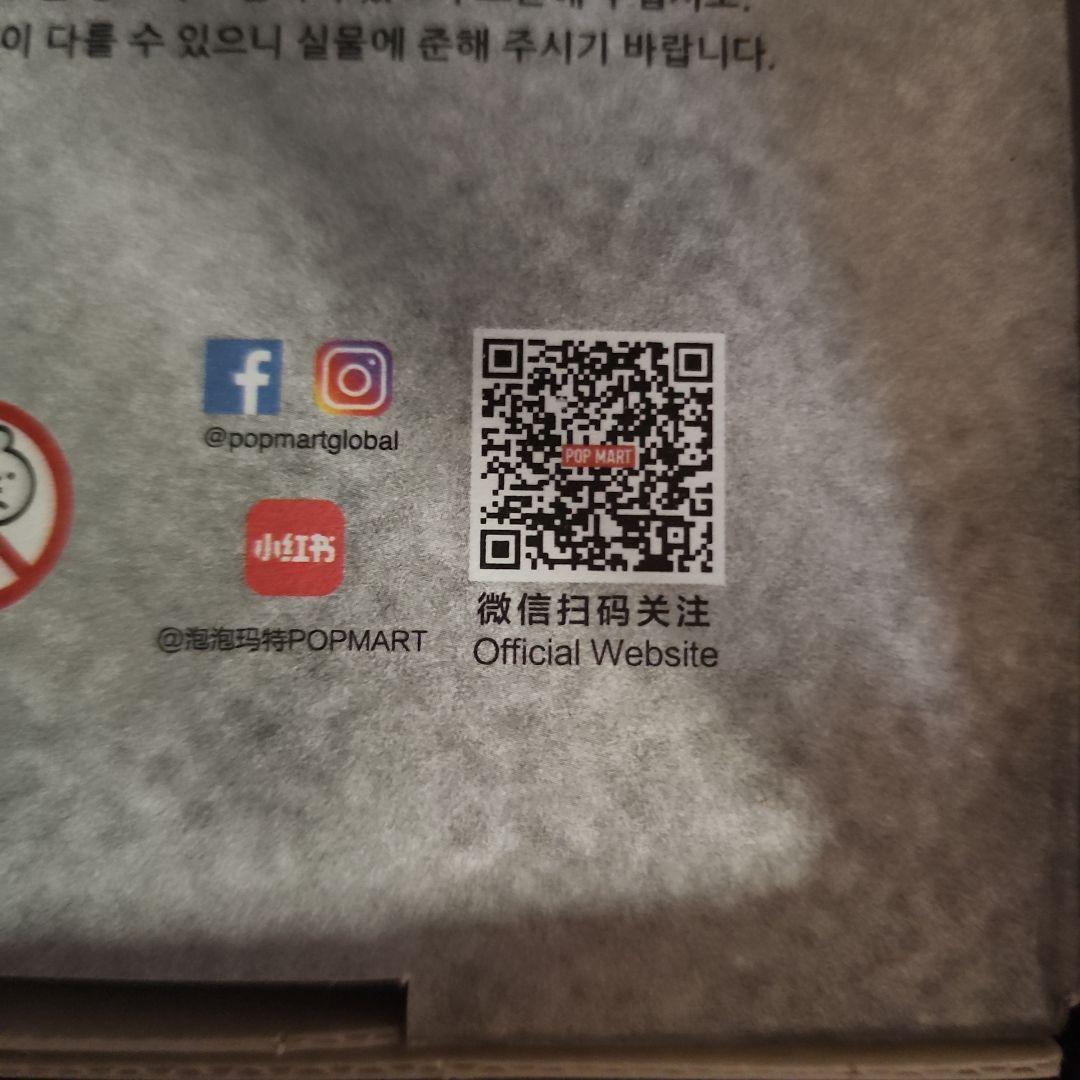 이 다를 수 있으니 실물에 준해 주시기 바랍니다.
@popmartglobal
POP MART
小红书
@泡泡玛特POPMART
微信扫码关注
Official Website